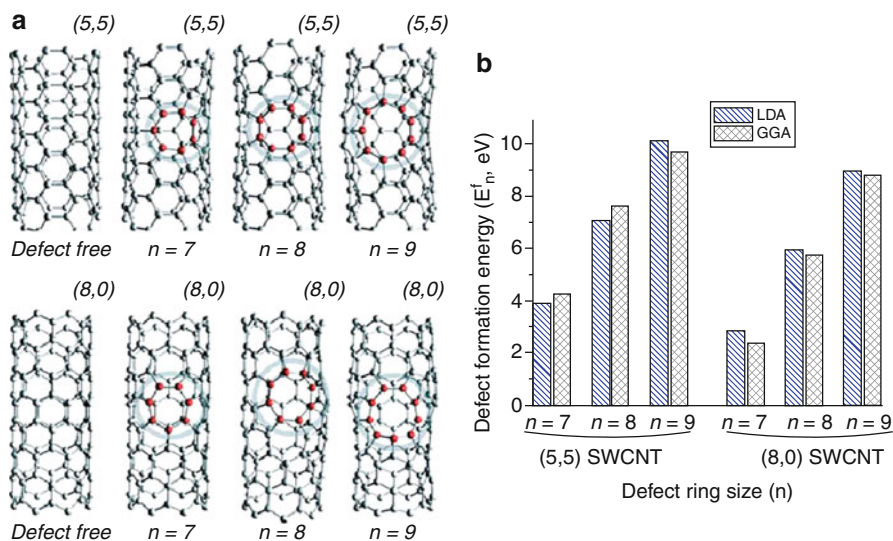 a
(5,5) (5,5) (5,5) (5,5)
Defect free n = 7 n = 8 n = 9
(8,0) (8,0) (8,0) (8,0)
Defect free n = 7 n = 8 n = 9
b
Defect formation energy (E^f_n, eV)
10
8
6
4
2
0
LDA
GGA
n = 7 n = 8 n = 9 n = 7 n = 8 n = 9
(5,5) SWCNT (8,0) SWCNT
Defect ring size (n)